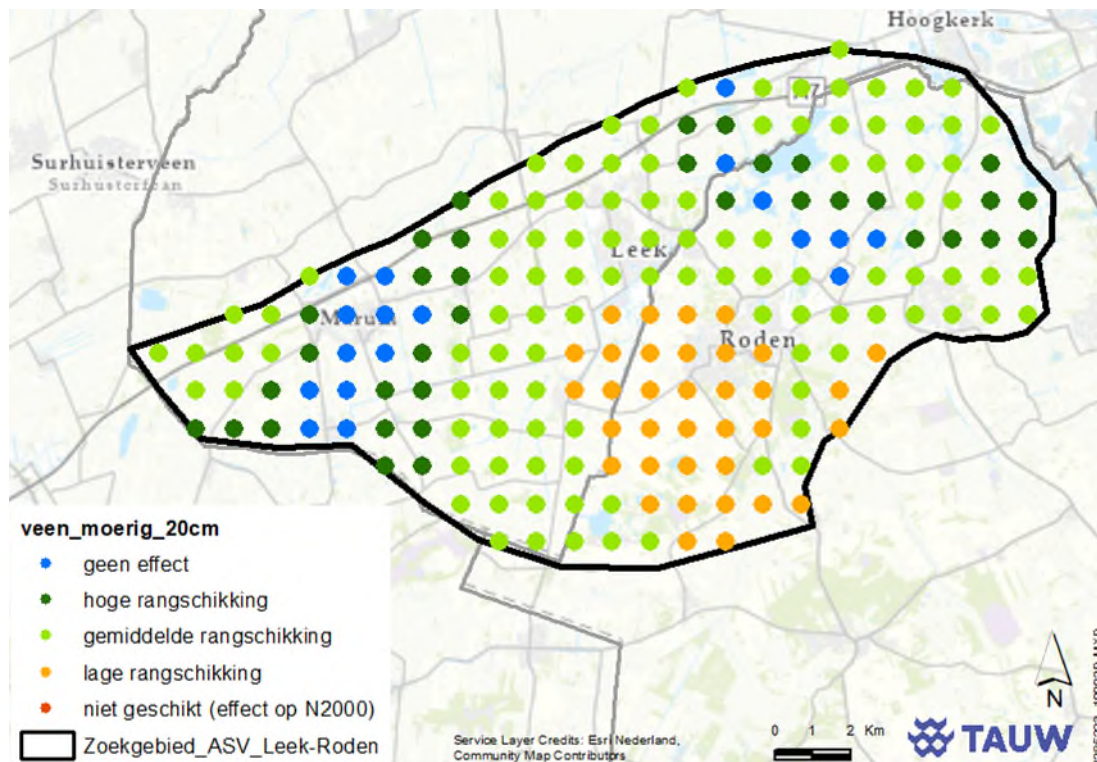 Hoogkerk
A7
Surhuisterveen
Surhusterfean
Leek
Marum
Roden
veen_moerig_20cm
geen effect
hoge rangschikking
gemiddelde rangschikking
lage rangschikking
niet geschikt (effect op N2000)
Zoekgebied_ASV_Leek-Roden
Service Layer Credits: Esri Nederland,
Community Map Contributors
0 1 2 Km
N
TAUW